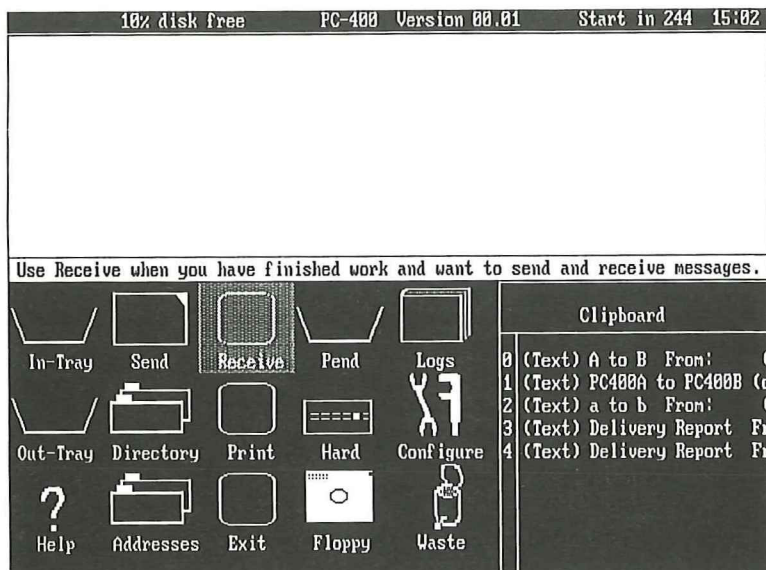 10% disk free PC-400 Version 00.01 Start in 244 15:02
Use Receive when you have finished work and want to send and receive messages.
In-Tray Send Receive Pend Logs
Out-Tray Directory Print Hard Configure
Help Addresses Exit Floppy Waste
Clipboard
0 (Text) A to B From:
1 (Text) PC400A to PC400B
2 (Text) a to b From:
3 (Text) Delivery Report
4 (Text) Delivery Report